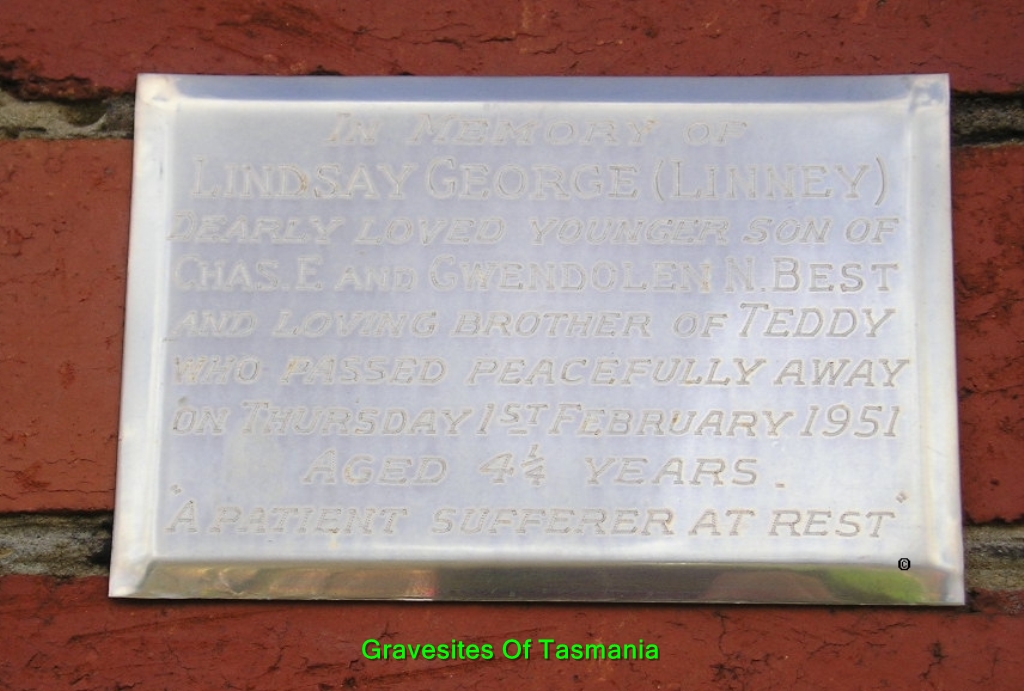 In Memory of
Lindsay George (Linney)
Dearly loved younger son of
Chas. E. and Gwendolen N. Best
and loving brother of Teddy
who passed peacefully away
on Thursday 1st February 1951
Aged 4¼ years.
"A patient sufferer at rest"
©
Gravesites Of Tasmania